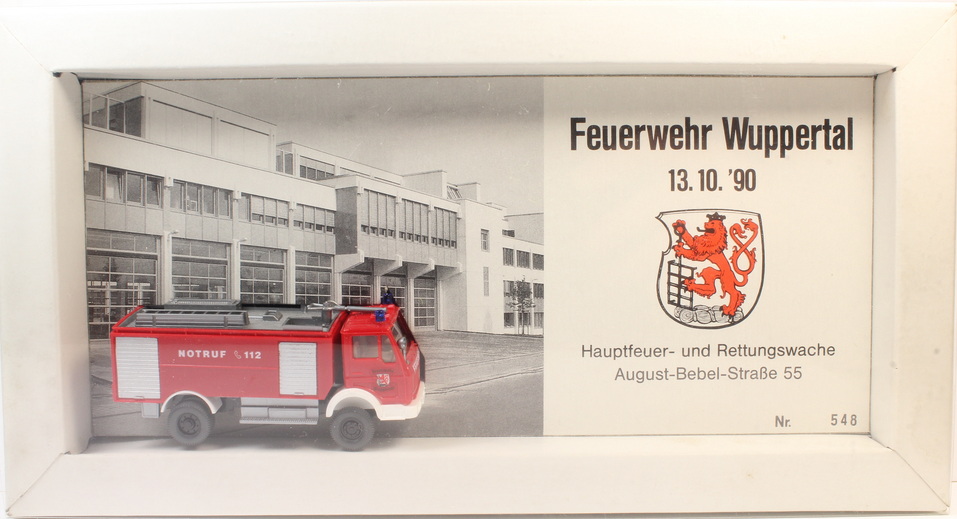 Feuerwehr Wuppertal
13. 10. '90
Hauptfeuer- und Rettungswache
August-Bebel-Straße 55
Nr. 548
NOTRUF 112